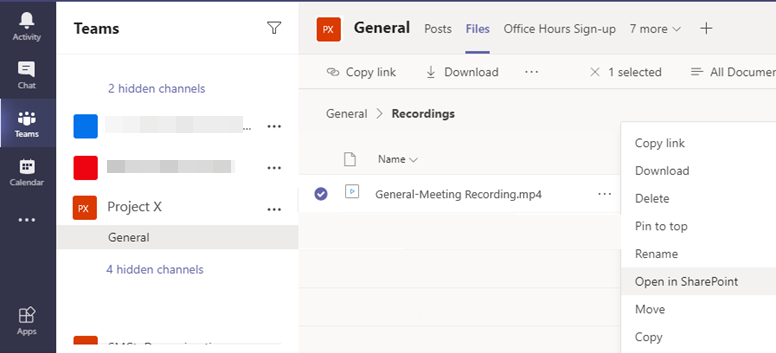 Activity
Chat
Teams
Calendar
Apps
Teams
2 hidden channels
...
PX Project X
General
4 hidden channels
PX General Posts Files Office Hours Sign-up 7 more
Copy link Download 1 selected All Docume
General > Recordings
Name
General-Meeting Recording.mp4
Copy link
Download
Delete
Pin to top
Rename
Open in SharePoint
Move
Copy